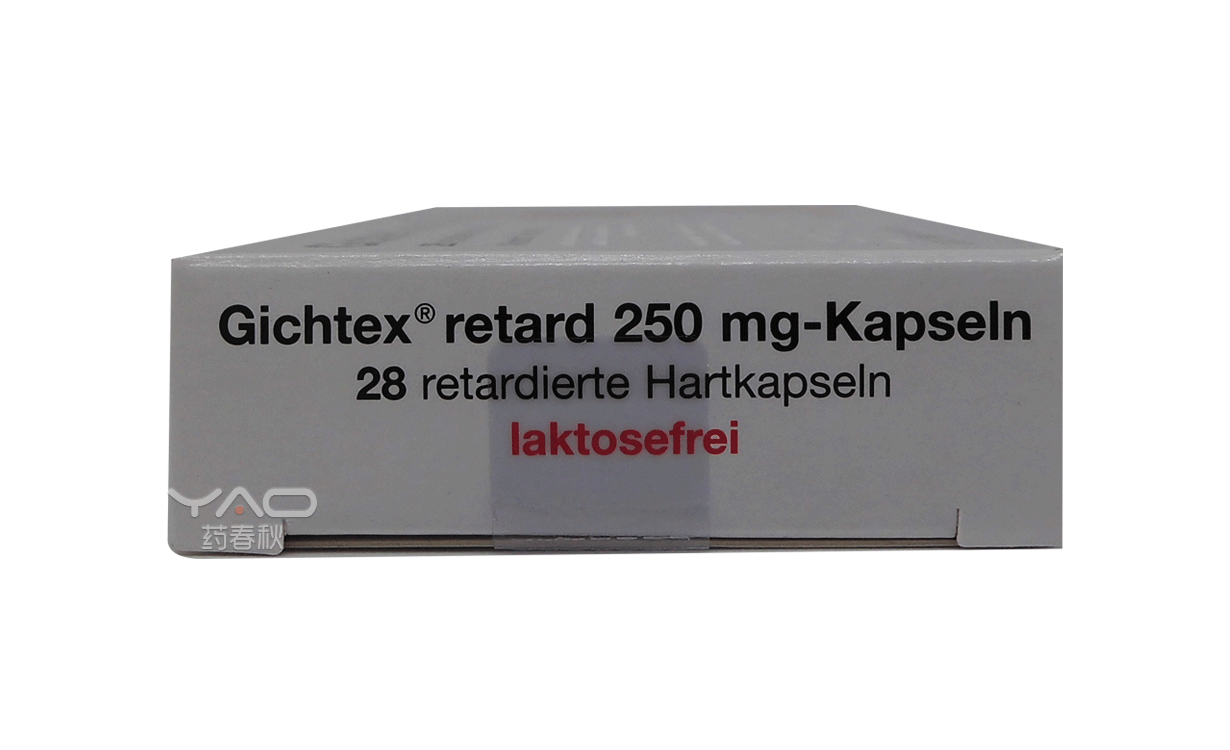 Gichtex® retard 250 mg-Kapseln
28 retardierte Hartkapseln
laktosefrei
YAO
药春秋